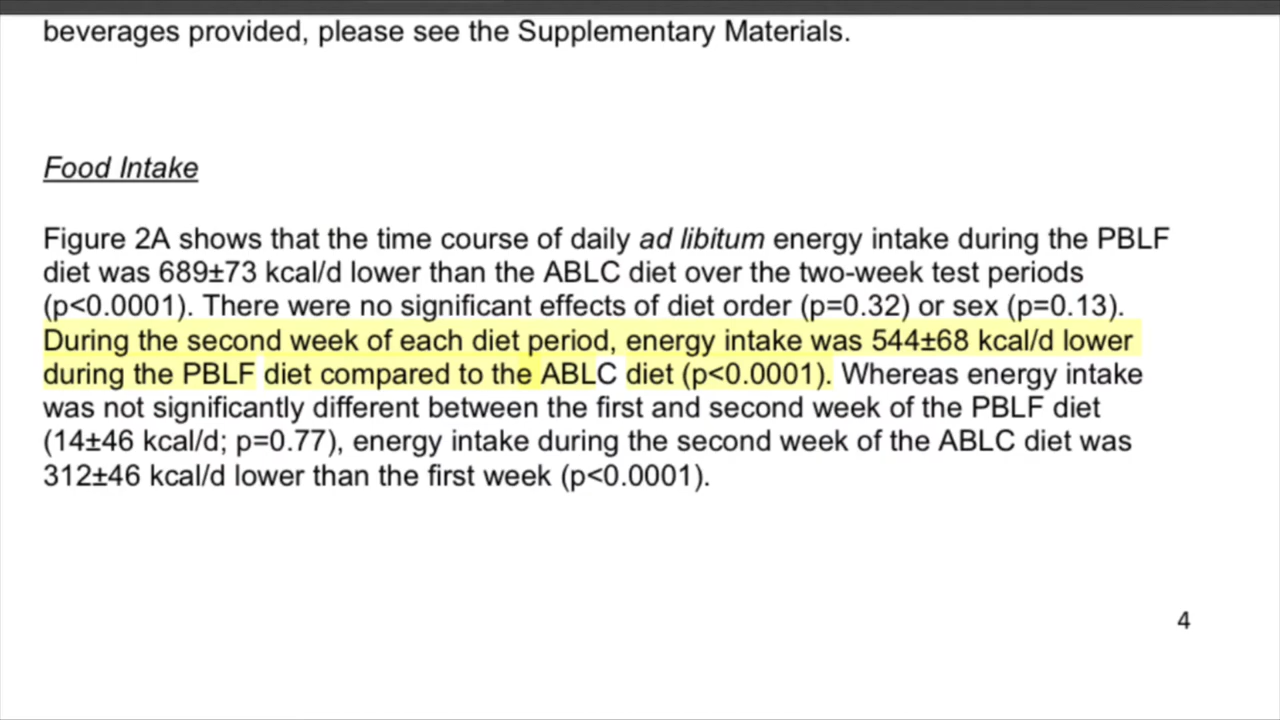 beverages provided, please see the Supplementary Materials.
Food Intake
Figure 2A shows that the time course of daily ad libitum energy intake during the PBLF
diet was 689±73 kcal/d lower than the ABLC diet over the two-week test periods
(p<0.0001). There were no significant effects of diet order (p=0.32) or sex (p=0.13).
During the second week of each diet period, energy intake was 544±68 kcal/d lower
during the PBLF diet compared to the ABLC diet (p<0.0001). Whereas energy intake
was not significantly different between the first and second week of the PBLF diet
(14±46 kcal/d; p=0.77), energy intake during the second week of the ABLC diet was
312±46 kcal/d lower than the first week (p<0.0001).
4